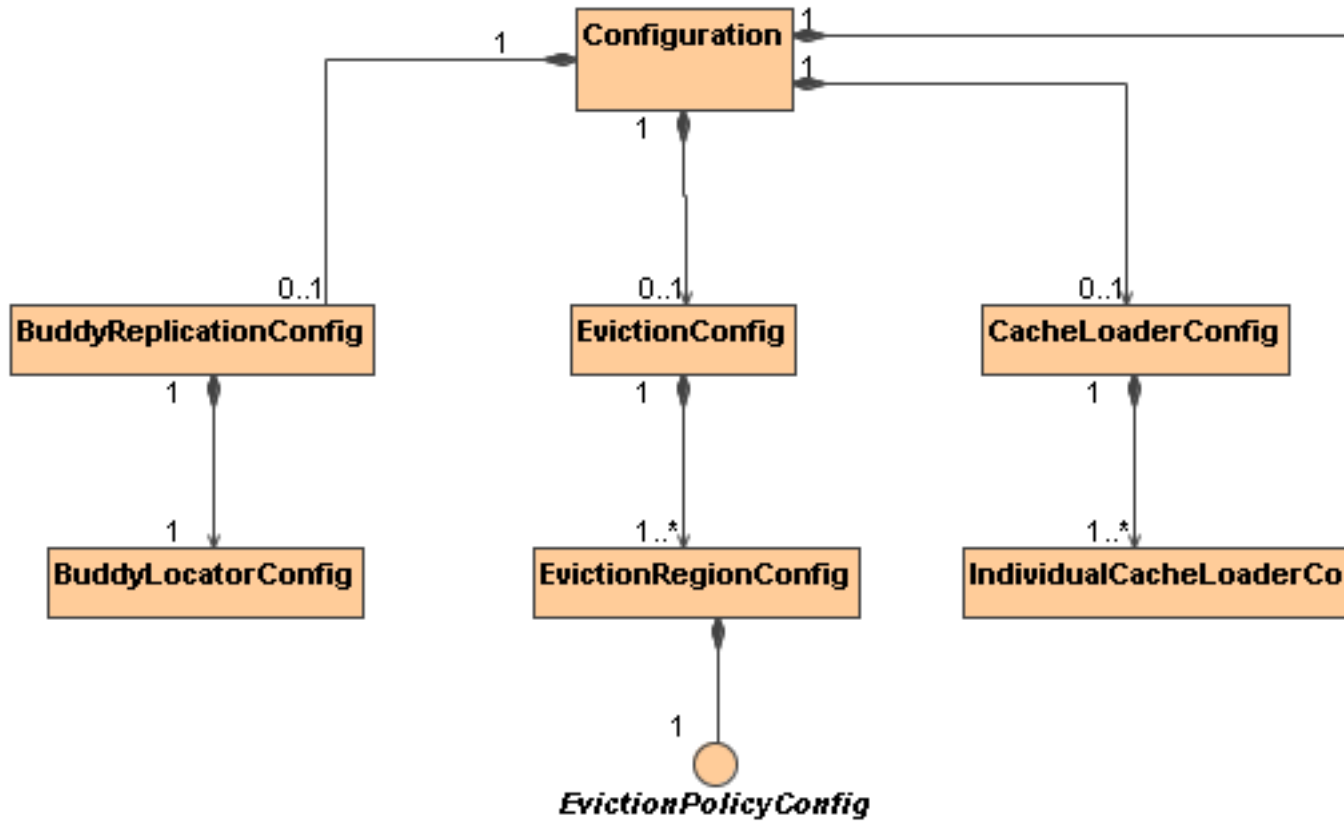 Configuration
1
1
1
1
0..1
0..1
0..1
BuddyReplicationConfig
EvictionConfig
CacheLoaderConfig
1
1
1
1
1..*
1..*
BuddyLocatorConfig
EvictionRegionConfig
IndividualCacheLoaderCo
1
EvictionPolicyConfig